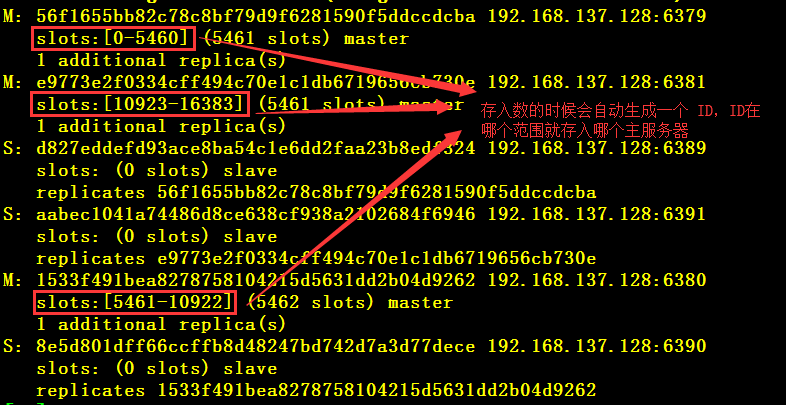 M: 56f1655bb82c78c8bf79d9f6281590f5ddccdcba 192.168.137.128:6379
slots:[0-5460] (5461 slots) master
1 additional replica(s)
M: e9773e2f0334cff494c70e1c1db6719656cb730e 192.168.137.128:6381
slots:[10923-16383] (5461 slots) master
1 additional replica(s)
存入数的时候会自动生成一个 ID, ID在
哪个范围就存入哪个主服务器
S: d827eddefd93ace8ba54c1e6dd2faa23b8edf324 192.168.137.128:6389
slots: (0 slots) slave
replicates 56f1655bb82c78c8bf79d9f6281590f5ddccdcba
S: aabec1041a74486d8ce638cf938a2102684f6946 192.168.137.128:6391
slots: (0 slots) slave
replicates e9773e2f0334cff494c70e1c1db6719656cb730e
M: 1533f491bea8278758104215d5631dd2b04d9262 192.168.137.128:6380
slots:[5461-10922] (5462 slots) master
1 additional replica(s)
S: 8e5d801dff66ccffb8d48247bd742d7a3d77dece 192.168.137.128:6390
slots: (0 slots) slave
replicates 1533f491bea8278758104215d5631dd2b04d9262